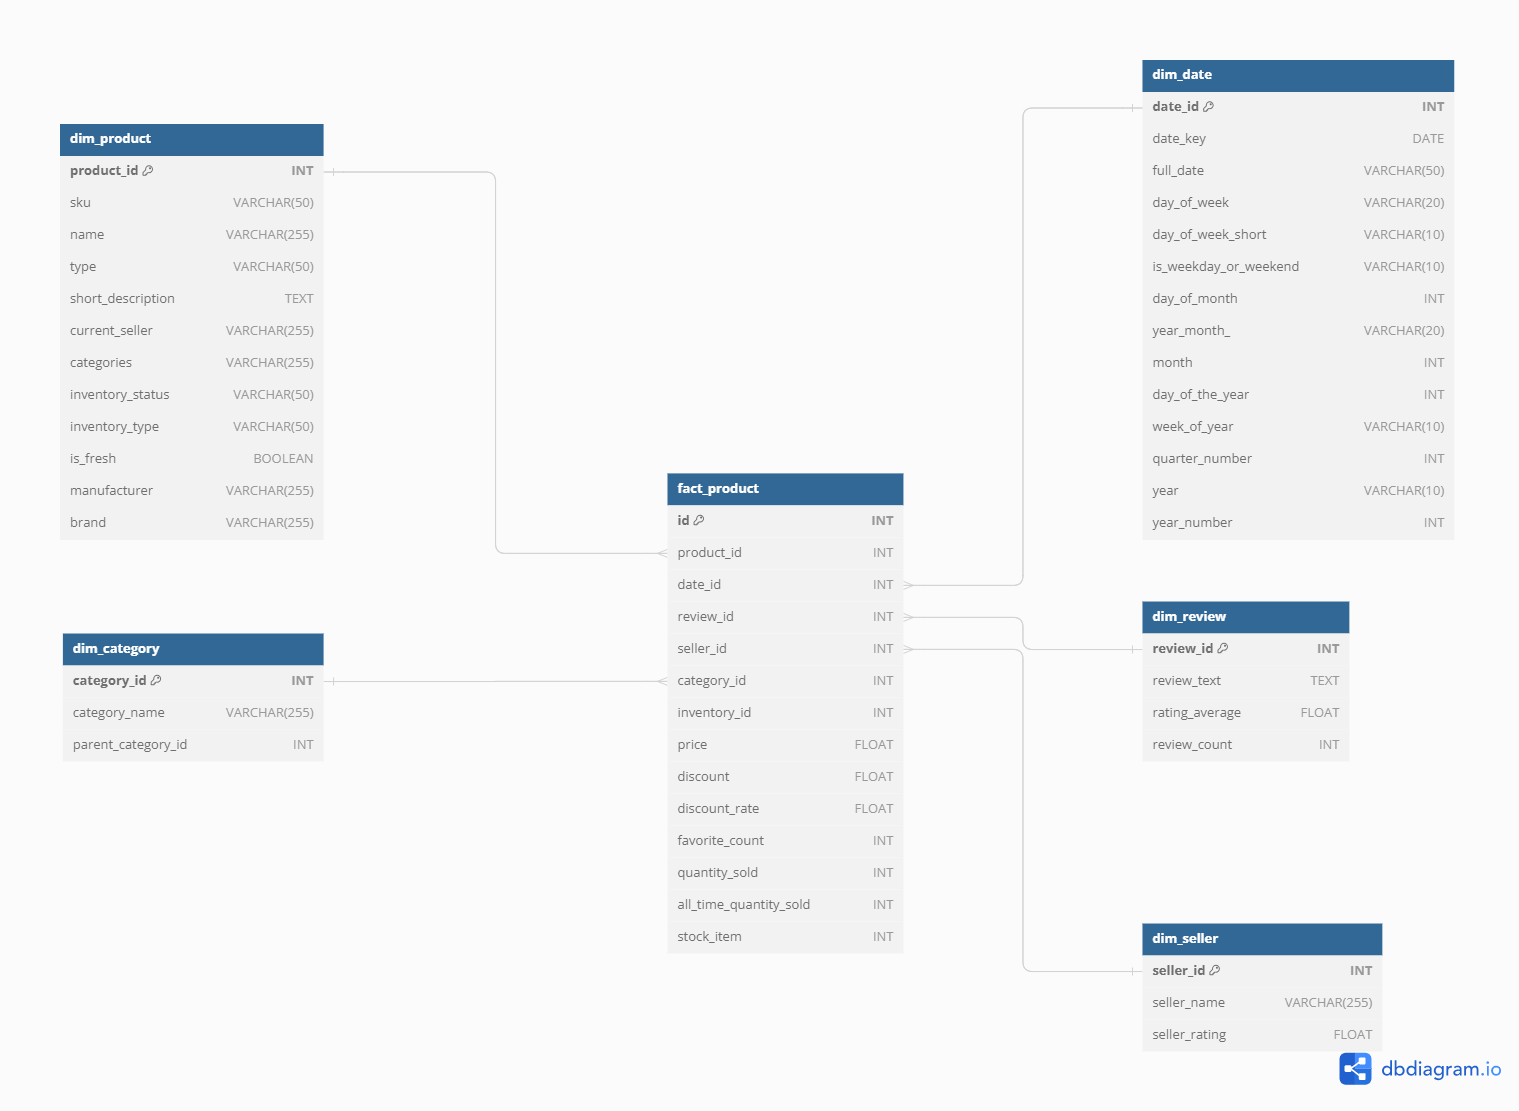 dim_product
product_id INT
sku VARCHAR(50)
name VARCHAR(255)
type VARCHAR(50)
short_description TEXT
current_seller VARCHAR(255)
categories VARCHAR(255)
inventory_status VARCHAR(50)
inventory_type VARCHAR(50)
is_fresh BOOLEAN
manufacturer VARCHAR(255)
brand VARCHAR(255)
dim_category
category_id INT
category_name VARCHAR(255)
parent_category_id INT
fact_product
id INT
product_id INT
date_id INT
review_id INT
seller_id INT
category_id INT
inventory_id INT
price FLOAT
discount FLOAT
discount_rate FLOAT
favorite_count INT
quantity_sold INT
all_time_quantity_sold INT
stock_item INT
dim_date
date_id INT
date_key DATE
full_date VARCHAR(50)
day_of_week VARCHAR(20)
day_of_week_short VARCHAR(10)
is_weekday_or_weekend VARCHAR(10)
day_of_month INT
year_month_ VARCHAR(20)
month INT
day_of_the_year INT
week_of_year VARCHAR(10)
quarter_number INT
year VARCHAR(10)
year_number INT
dim_review
review_id INT
review_text TEXT
rating_average FLOAT
review_count INT
dim_seller
seller_id INT
seller_name VARCHAR(255)
seller_rating FLOAT
dbdiagram.io